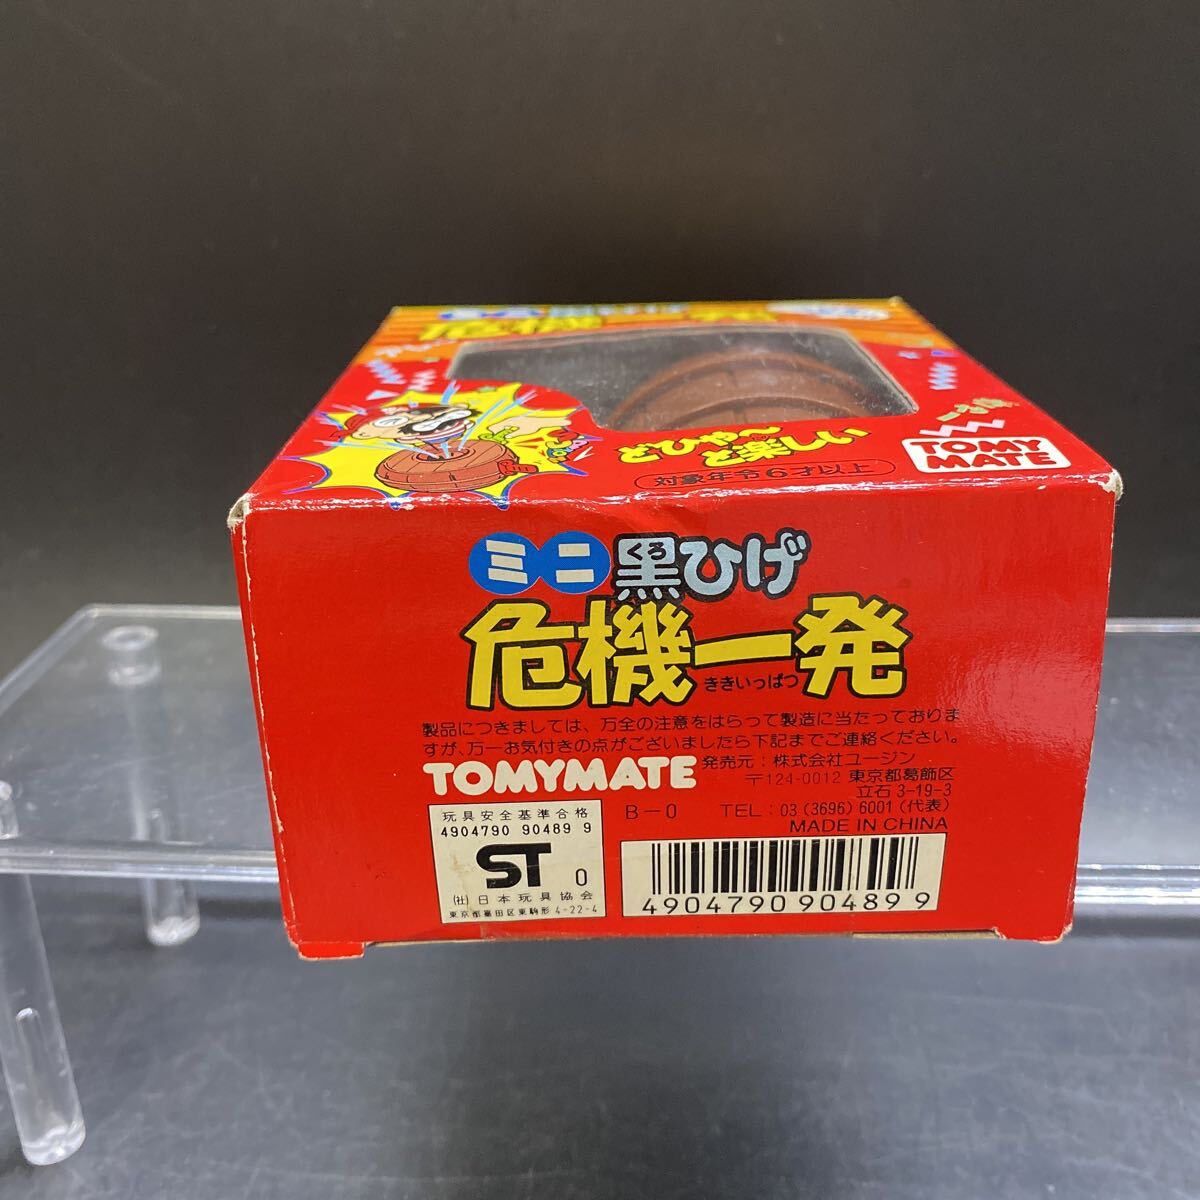 どひゃ〜
と楽しい
対象年令6才以上
TOMY
MATE
ミニ黒ひげ
くろ
危機一発
ききいっぱつ
製品につきましては、万全の注意をはらって製造に当たっておりま
すが、万一お気付きの点がございましたら下記までご連絡ください。
TOMYMATE
発売元:株式会社ユージン
〒124-0012 東京都葛飾区
立石3-19-3
B-0 TEL:03(3696)6001(代表)
MADE IN CHINA
玩具安全基準合格
4904790 90489 9
ST 0
(社)日本玩具協会
東京都墨田区東駒形4-22-4
4904790904899